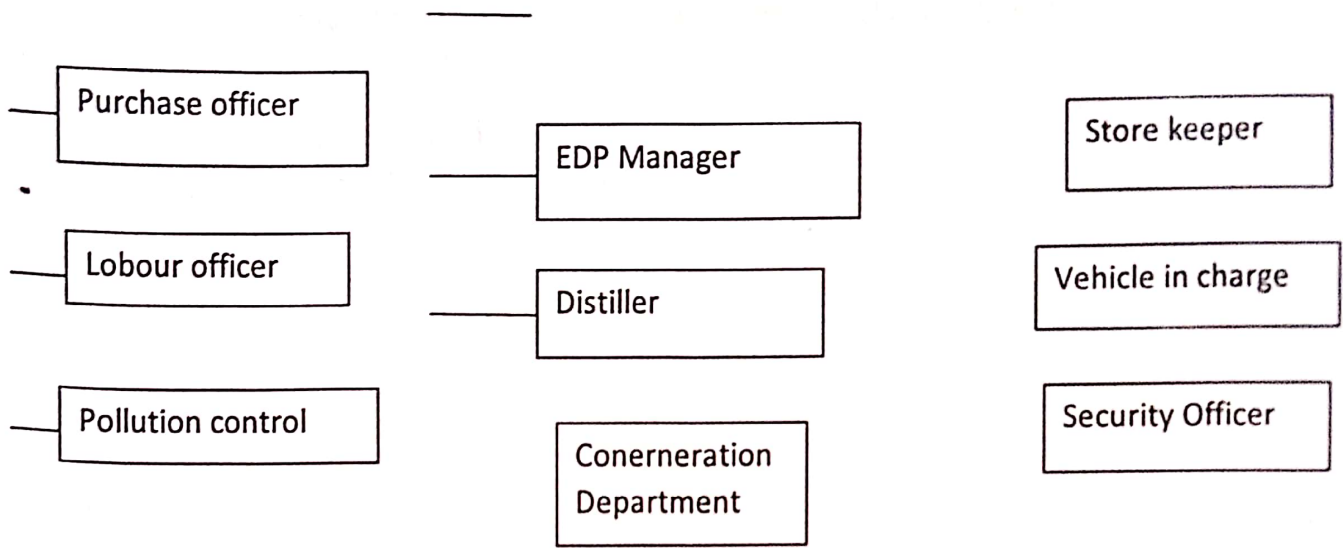 Purchase officer
EDP Manager
Store keeper
Lobour officer
Distiller
Vehicle in charge
Pollution control
Conerneration
Department
Security Officer